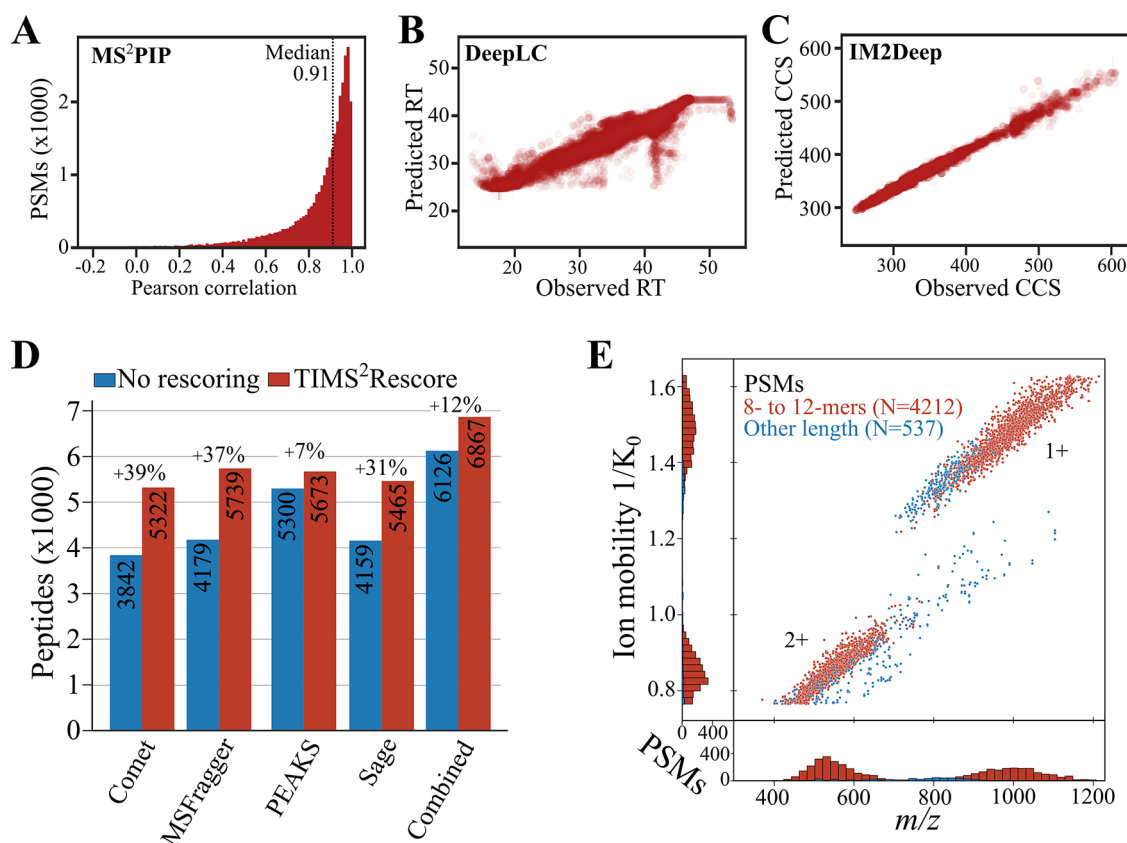 A
MS²PIP
Median
0.91
PSMs (x1000)
2
1
0
-0.2 0.0 0.2 0.4 0.6 0.8 1.0
Pearson correlation
B
DeepLC
Predicted RT
50
40
30
20
20 30 40 50
Observed RT
C
IM2Deep
Predicted CCS
600
500
400
300
300 400 500 600
Observed CCS
D
No rescoring TIMS²Rescore
Peptides (x1000)
7
6
5
4
3
2
1
0
+39%
+37%
+7%
+31%
+12%
3842
5322
4179
5739
5300
5673
4159
5465
6126
6867
Comet
MSFragger
PEAKS
Sage
Combined
E
PSMs
8- to 12-mers (N=4212)
Other length (N=537)
1+
2+
Ion mobility 1/K₀
1.6
1.4
1.2
1.0
0.8
0 400
PSMs
400
0
400 600 800 1000 1200
m/z